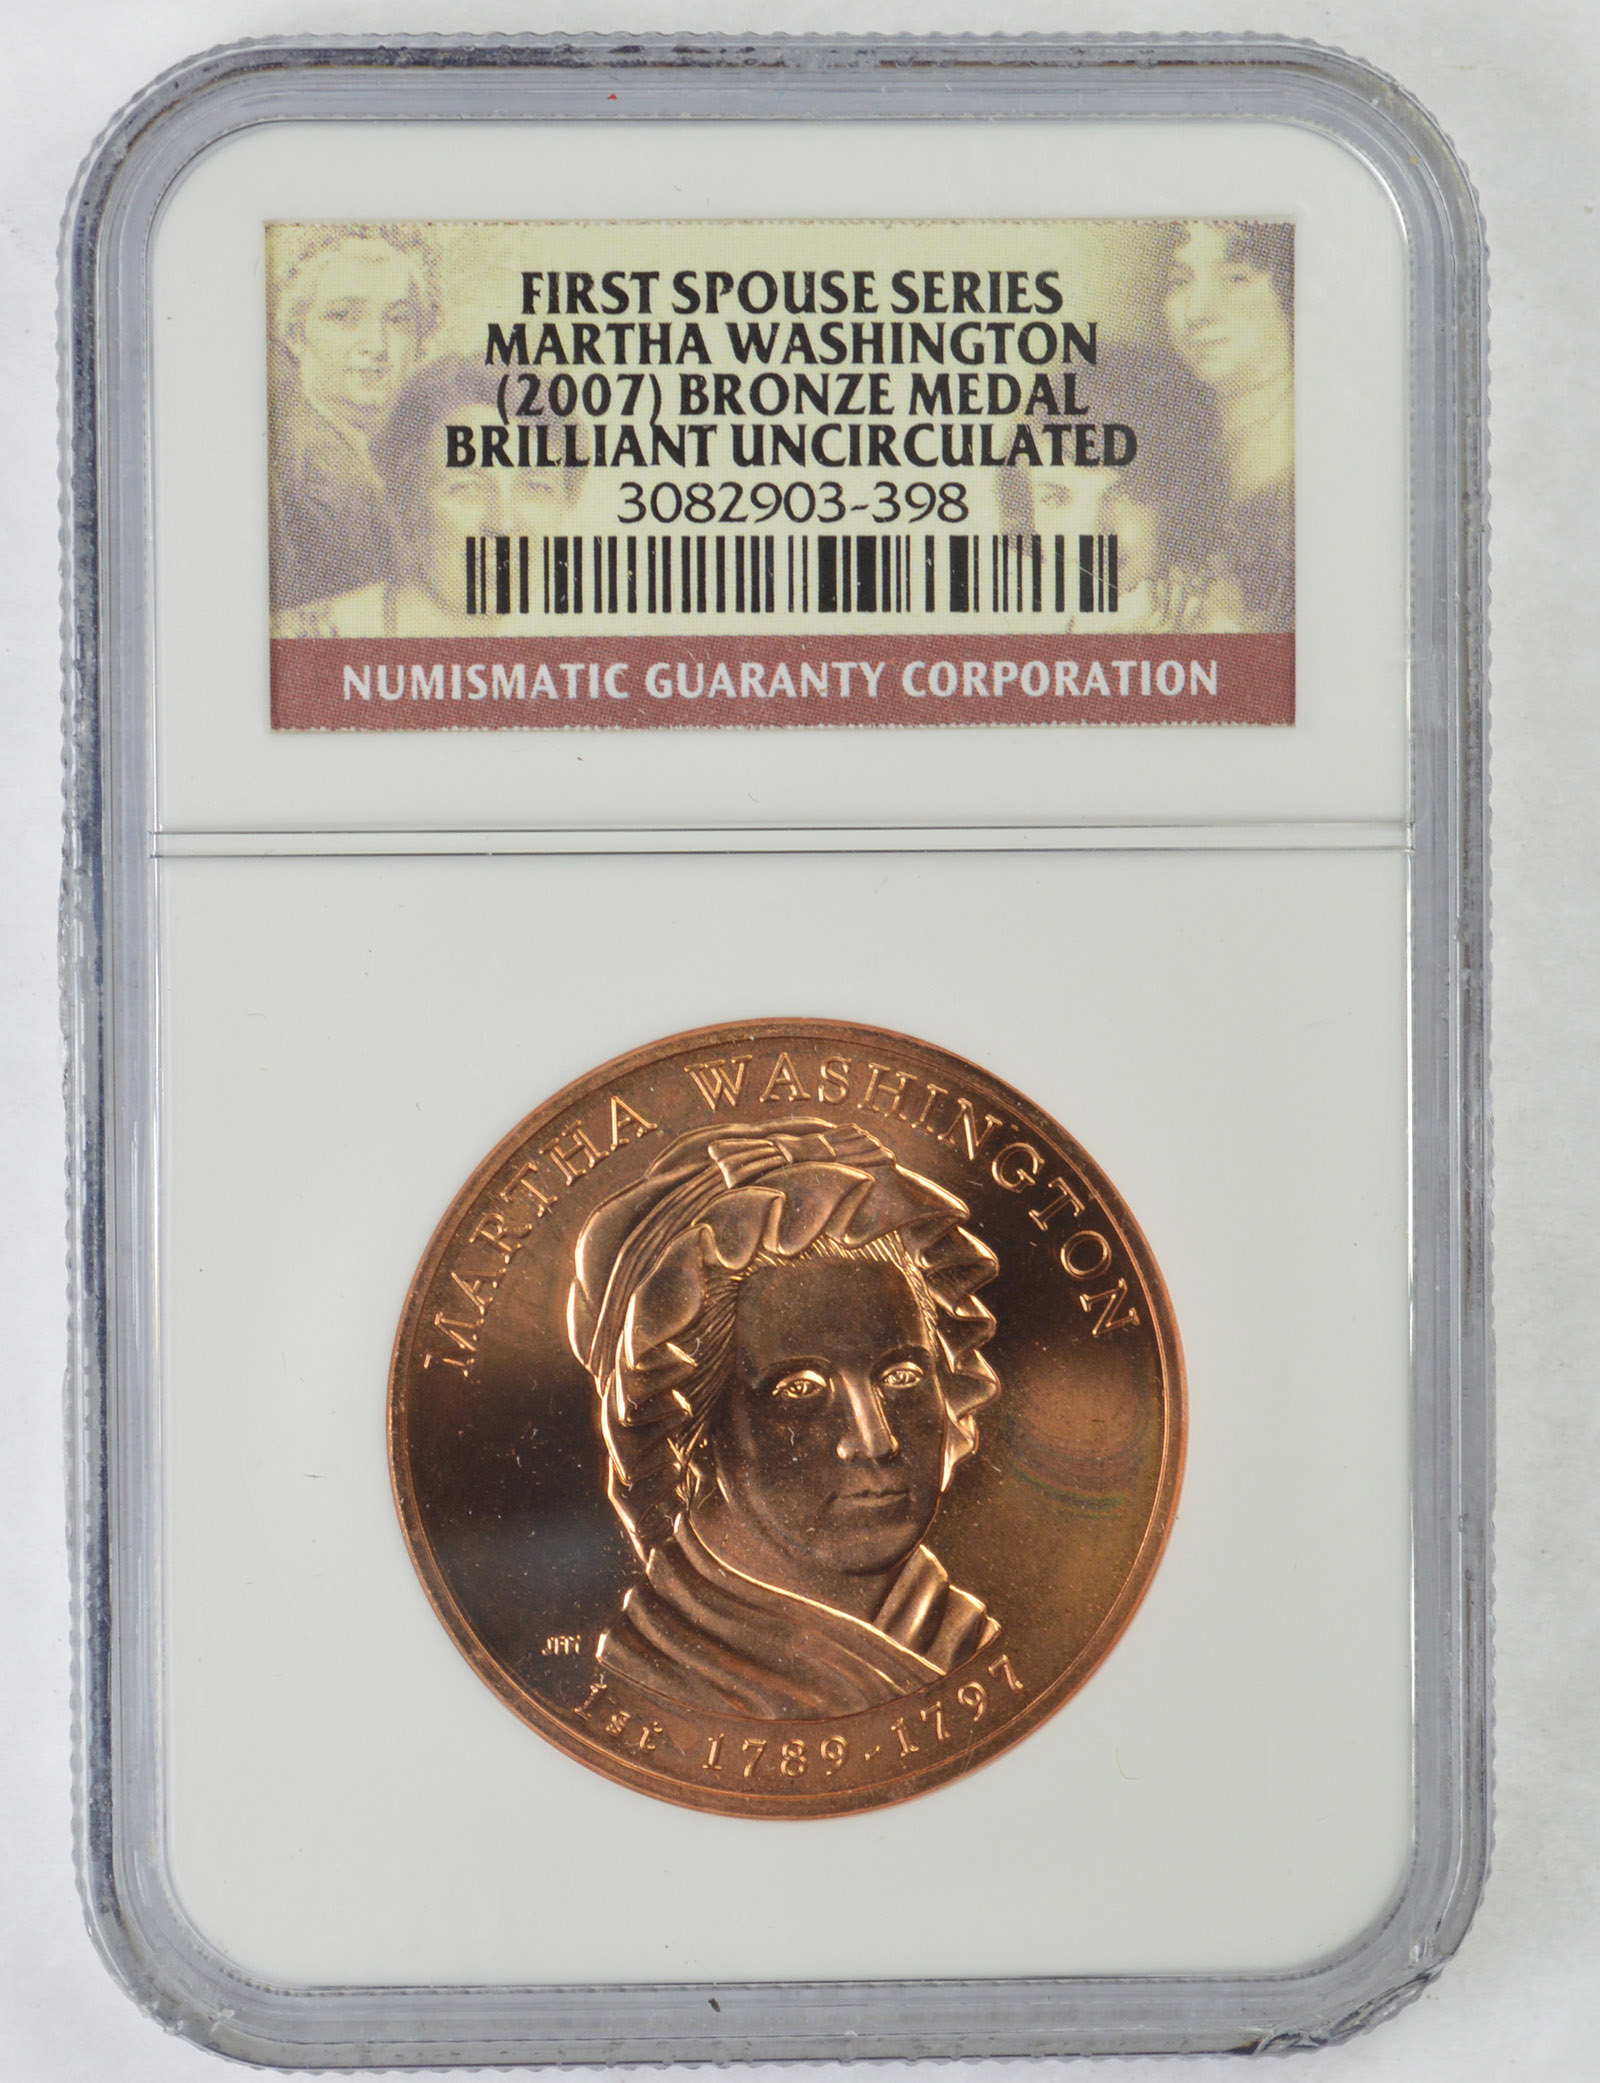 FIRST SPOUSE SERIES
MARTHA WASHINGTON
(2007) BRONZE MEDAL
BRILLIANT UNCIRCULATED
3082903-398
NUMISMATIC GUARANTY CORPORATION
MARTHA WASHINGTON
1st 1789-1797